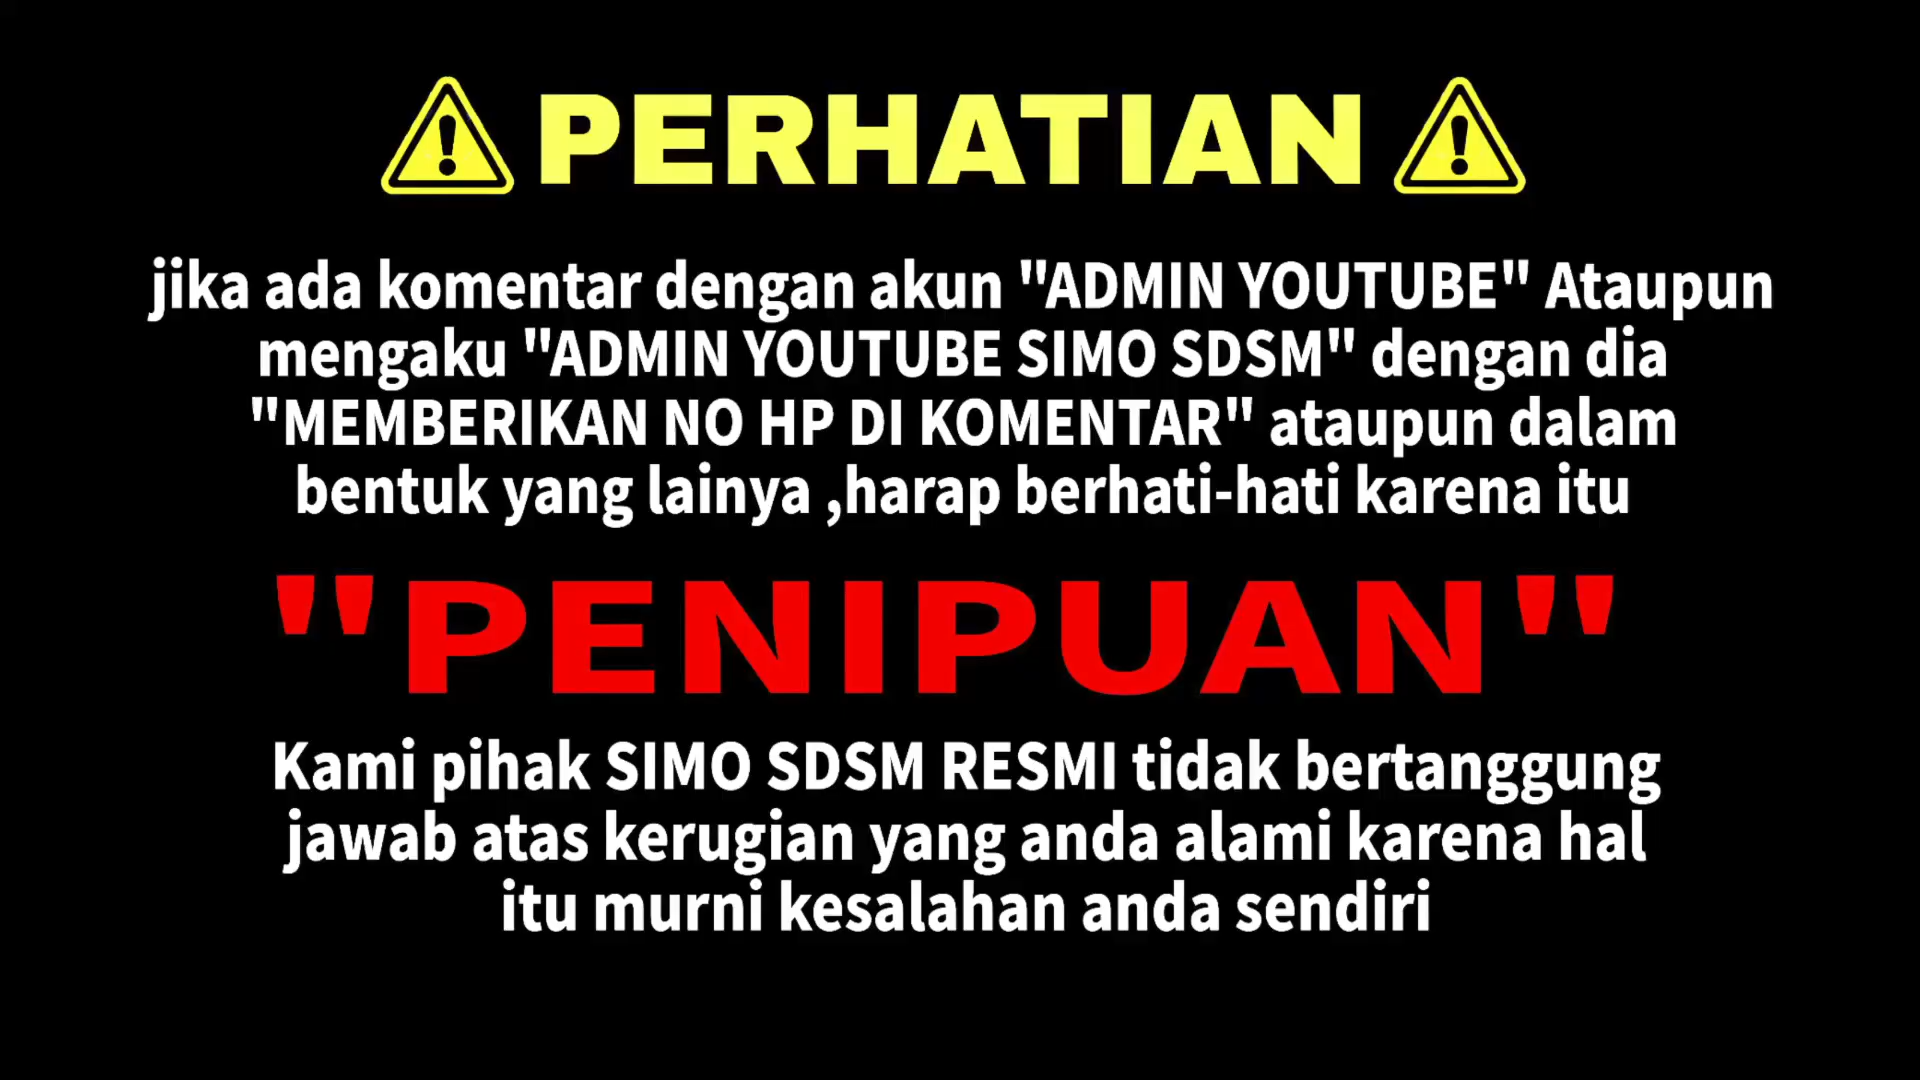 PERHATIAN
jika ada komentar dengan akun "ADMIN YOUTUBE" Ataupun
mengaku "ADMIN YOUTUBE SIMO SDSM" dengan dia
"MEMBERIKAN NO HP DI KOMENTAR" ataupun dalam
bentuk yang lainya ,harap berhati-hati karena itu
"PENIPUAN"
Kami pihak SIMO SDSM RESMI tidak bertanggung
jawab atas kerugian yang anda alami karena hal
itu murni kesalahan anda sendiri